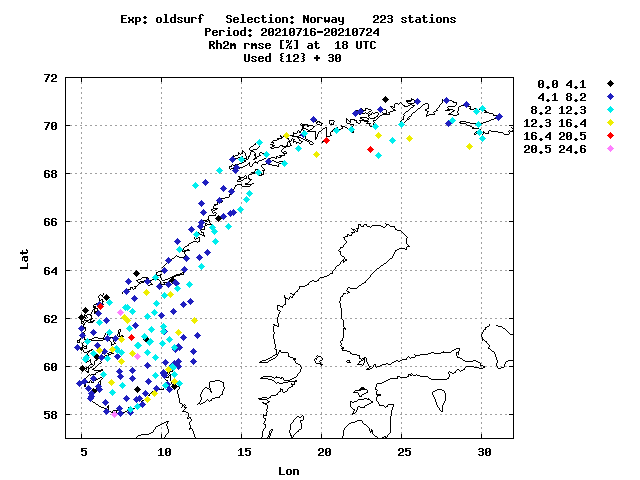 Exp: oldsurf Selection: Norway 223 stations
Period: 20210716-20210724
Rh2m rmse [%] at 18 UTC
Used {12} + 30
0.0 4.1
4.1 8.2
8.2 12.3
12.3 16.4
16.4 20.5
20.5 24.6
72
70
68
66
64
62
60
58
Lat
5 10 15 20 25 30
Lon